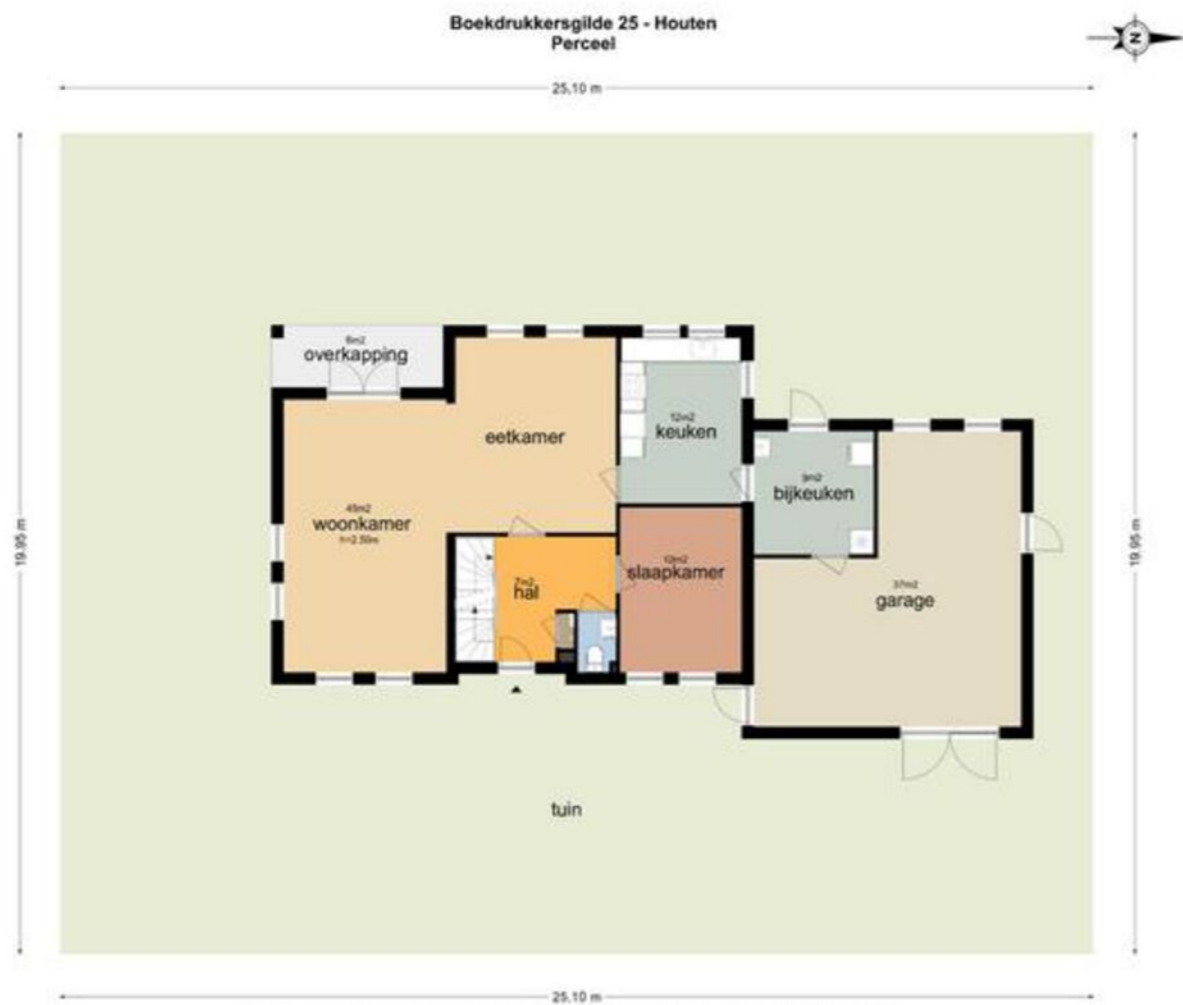 Boekdrukkersgilde 25 - Houten
Perceel
N
25,10 m
6m2
overkapping
eetkamer
12m2
keuken
9m2
bijkeuken
45m2
woonkamer
h=2.50m
19,95 m
19,95 m
7m2
hal
10m2
slaapkamer
37m2
garage
tuin
25,10 m